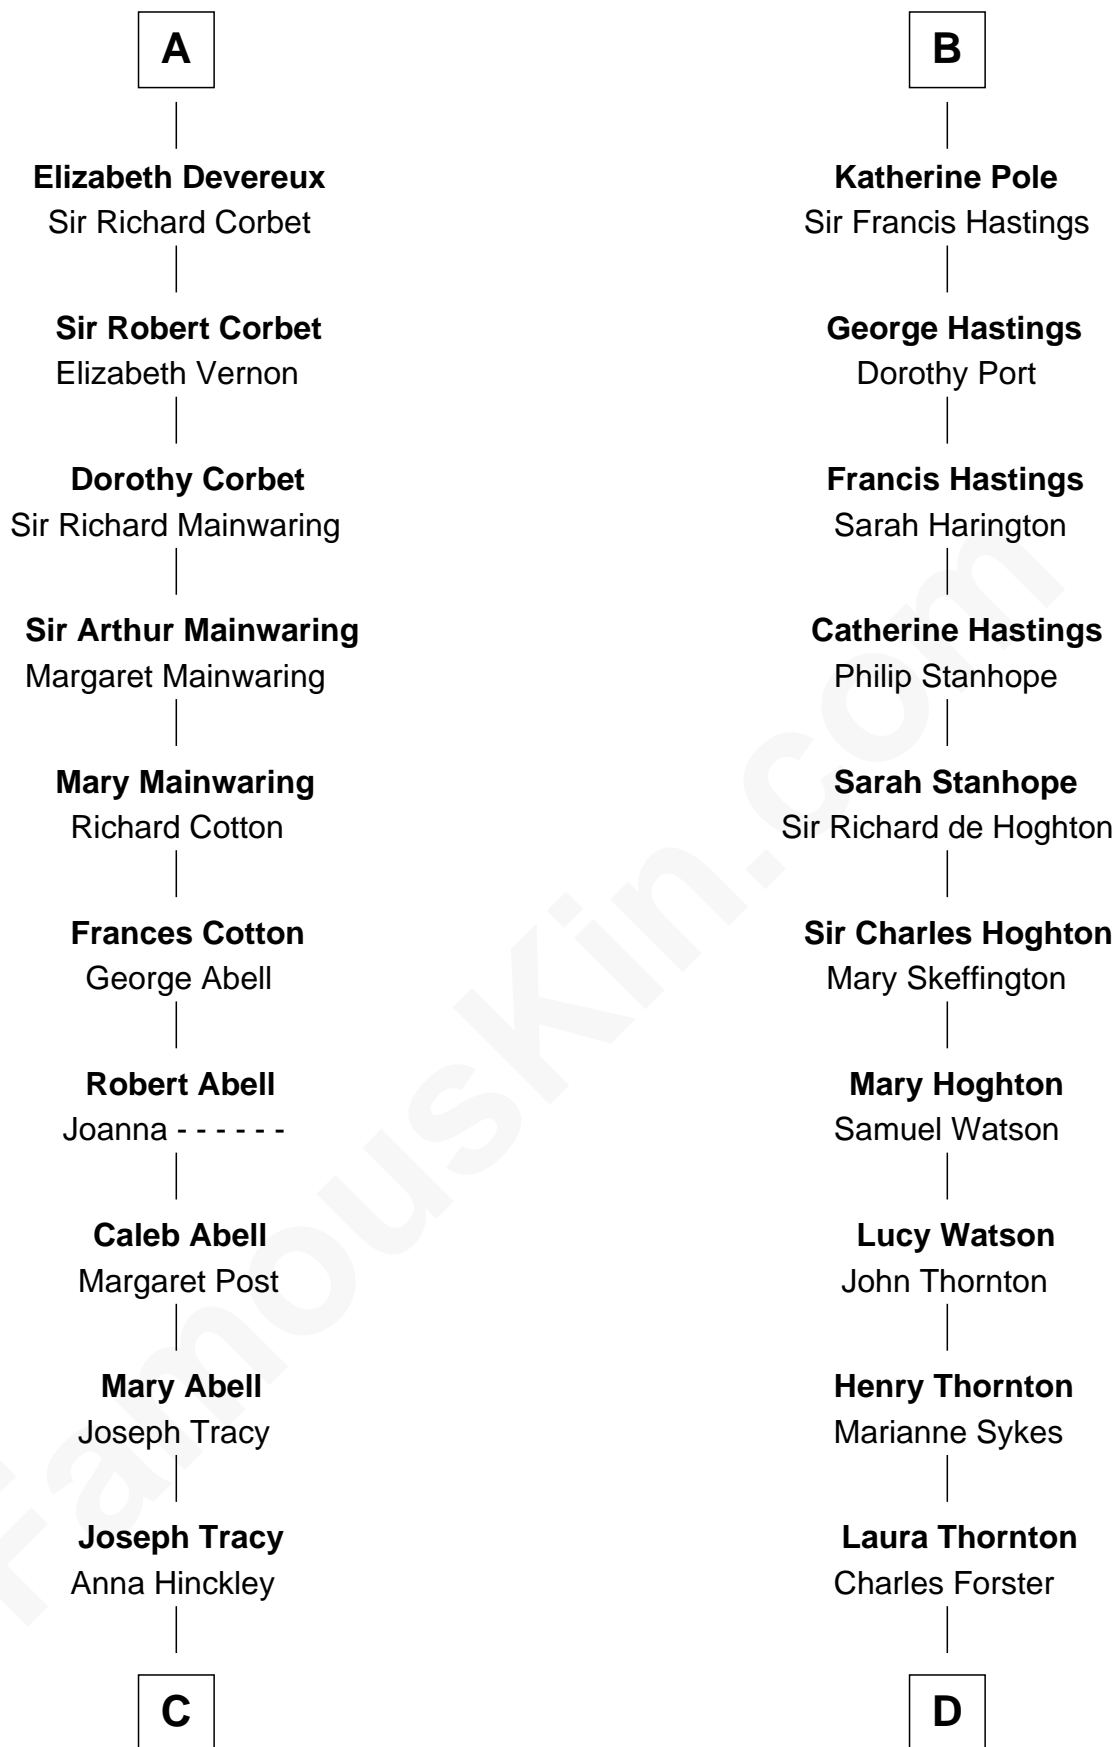 A
Elizabeth Devereux
Sir Richard Corbet
Sir Robert Corbet
Elizabeth Vernon
Dorothy Corbet
Sir Richard Mainwaring
Sir Arthur Mainwaring
Margaret Mainwaring
Mary Mainwaring
Richard Cotton
Frances Cotton
George Abell
Robert Abell
Joanna - - - - - -
Caleb Abell
Margaret Post
Mary Abell
Joseph Tracy
Joseph Tracy
Anna Hinckley
C
B
Katherine Pole
Sir Francis Hastings
George Hastings
Dorothy Port
Francis Hastings
Sarah Harington
Catherine Hastings
Philip Stanhope
Sarah Stanhope
Sir Richard de Hoghton
Sir Charles Hoghton
Mary Skeffington
Mary Hoghton
Samuel Watson
Lucy Watson
John Thornton
Henry Thornton
Marianne Sykes
Laura Thornton
Charles Forster
D
FamousKin.com